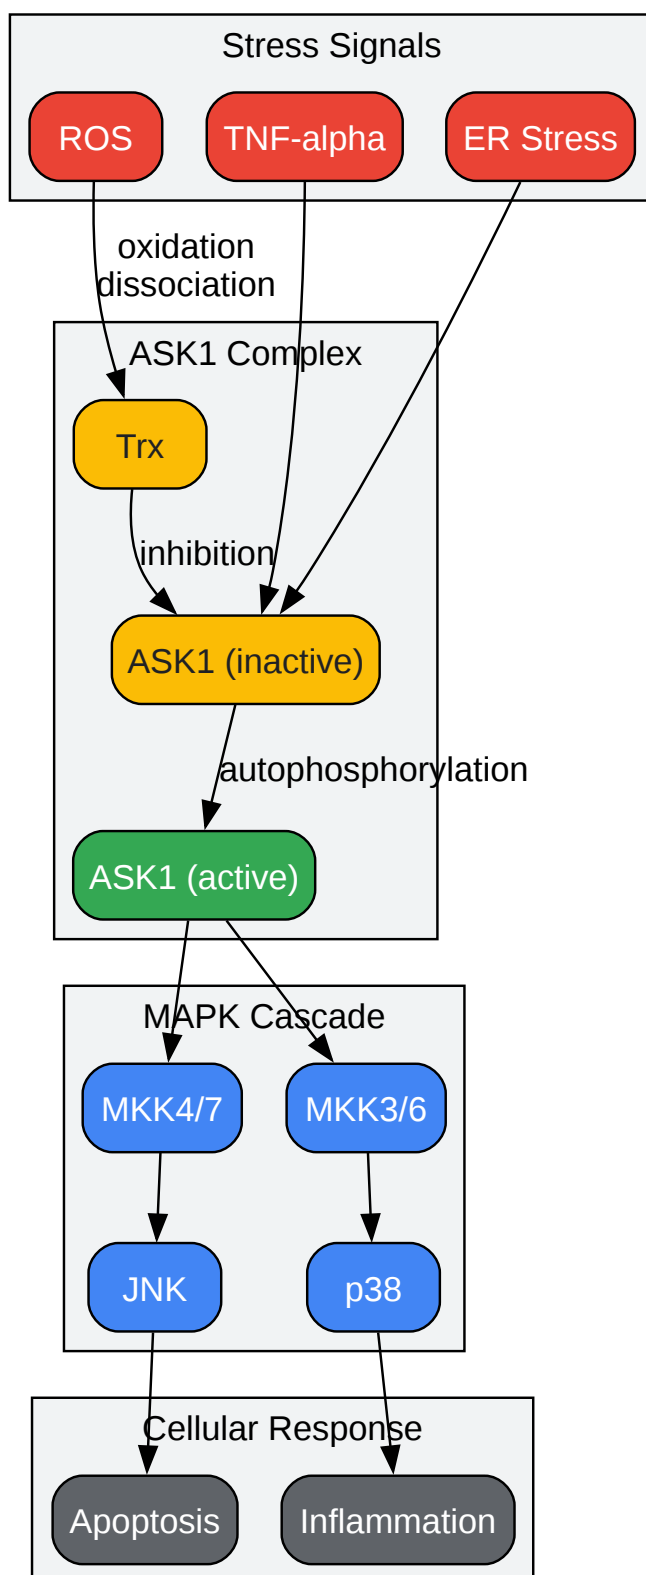 Stress Signals
ROS
TNF-alpha
ER Stress
oxidation
dissociation
ASK1 Complex
Trx
inhibition
ASK1 (inactive)
autophosphorylation
ASK1 (active)
MAPK Cascade
MKK4/7
MKK3/6
JNK
p38
Cellular Response
Apoptosis
Inflammation